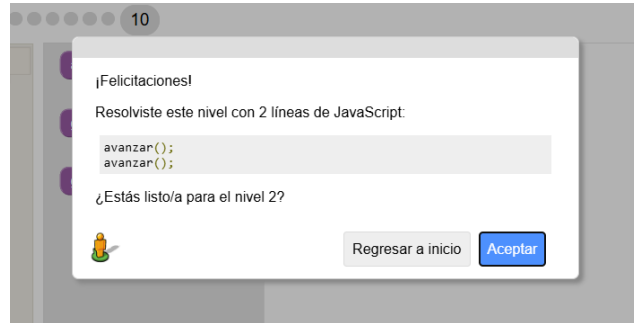 10
¡Felicitaciones!
Resolviste este nivel con 2 líneas de JavaScript:
avanzar();
avanzar();
¿Estás listo/a para el nivel 2?
Regresar a inicio
Aceptar